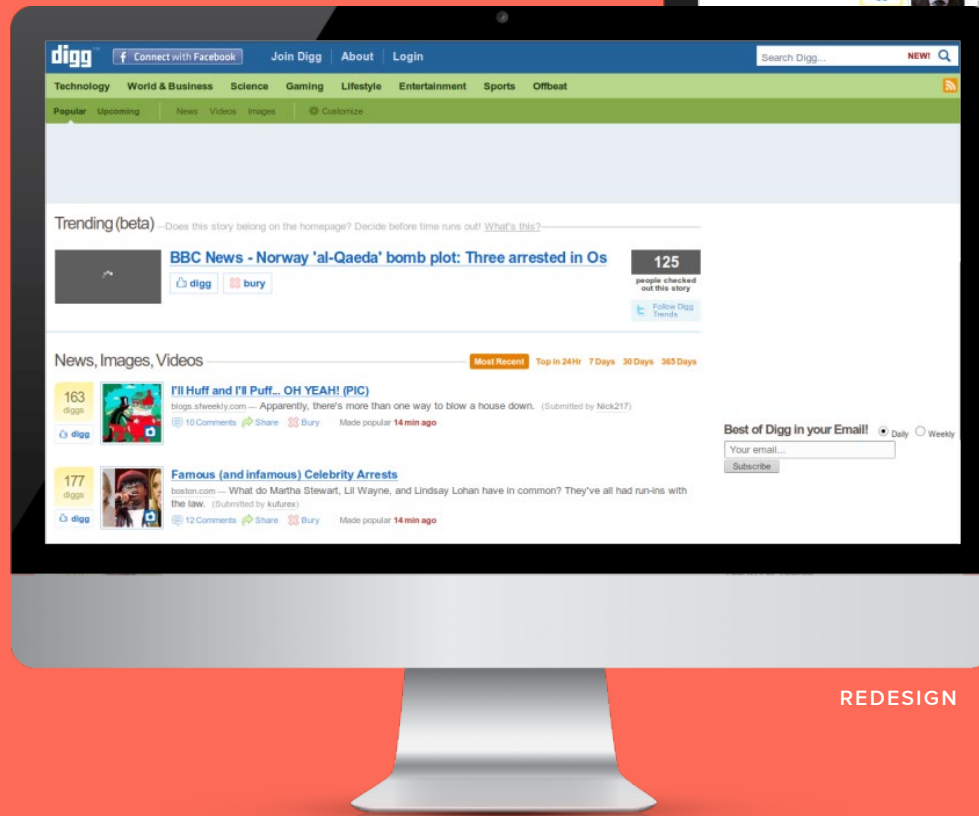 digg
f Connect with Facebook
Join Digg
About
Login
Search Digg...
NEW!
Technology World & Business Science Gaming Lifestyle Entertainment Sports Offbeat
Popular Upcoming News Videos Images Customize
Trending (beta) Does this story belong on the homepage? Decide before time runs out! What's this?
BBC News - Norway 'al-Qaeda' bomb plot: Three arrested in Os
digg bury
125
people checked
out this story
Follow Digg
Trends
News, Images, Videos
Most Recent Top in 24Hr 7 Days 30 Days 365 Days
163
diggs
digg
I'll Huff and I'll Puff... OH YEAH! (PIC)
blogs.sfweekly.com — Apparently, there's more than one way to blow a house down. (Submitted by Nick217)
10 Comments Share Bury Made popular 14 min ago
177
diggs
digg
Famous (and infamous) Celebrity Arrests
boston.com — What do Martha Stewart, Lil Wayne, and Lindsay Lohan have in common? They've all had run-ins with
the law. (Submitted by kufurex)
12 Comments Share Bury Made popular 14 min ago
Best of Digg in your Email! Daily Weekly
Your email...
Subscribe
REDESIGN